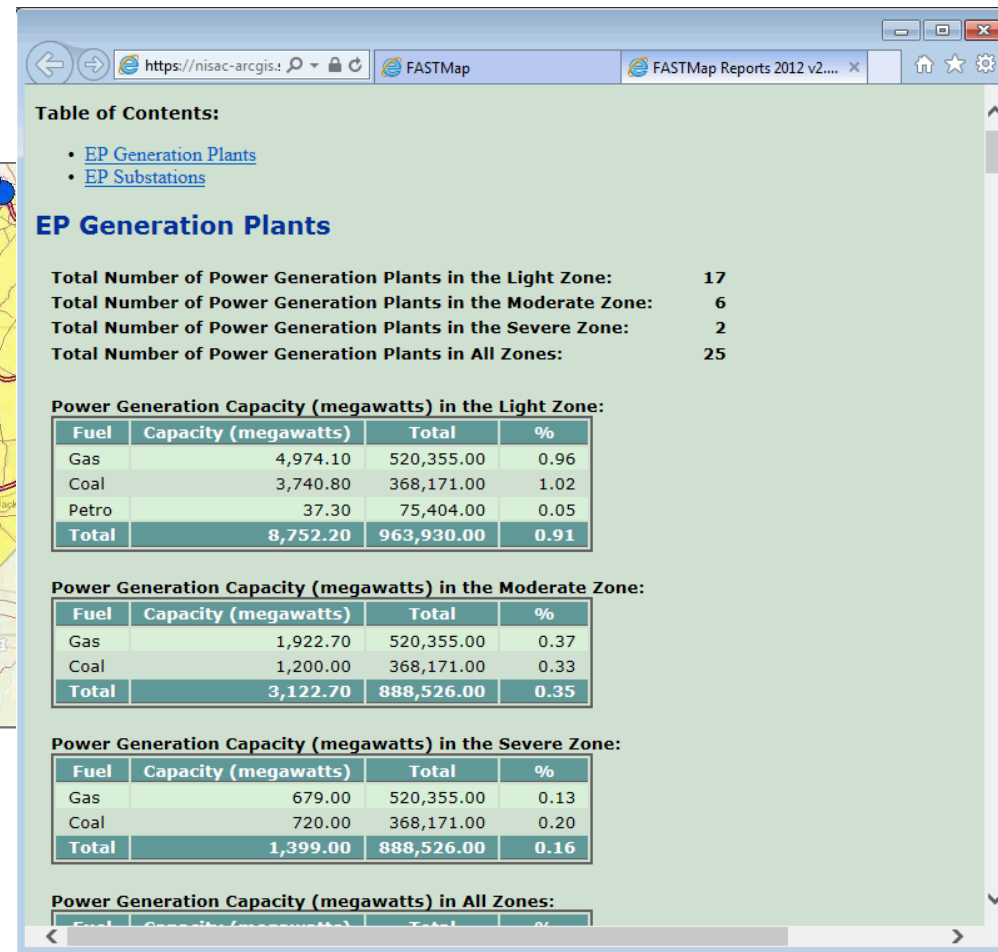 https://nisac-arcgis.s
FASTMap
FASTMap Reports 2012 v2....
Table of Contents:
• EP Generation Plants
• EP Substations
EP Generation Plants
Total Number of Power Generation Plants in the Light Zone: 17
Total Number of Power Generation Plants in the Moderate Zone: 6
Total Number of Power Generation Plants in the Severe Zone: 2
Total Number of Power Generation Plants in All Zones: 25
Power Generation Capacity (megawatts) in the Light Zone:
Fuel Capacity (megawatts) Total %
Gas 4,974.10 520,355.00 0.96
Coal 3,740.80 368,171.00 1.02
Petro 37.30 75,404.00 0.05
Total 8,752.20 963,930.00 0.91
Power Generation Capacity (megawatts) in the Moderate Zone:
Fuel Capacity (megawatts) Total %
Gas 1,922.70 520,355.00 0.37
Coal 1,200.00 368,171.00 0.33
Total 3,122.70 888,526.00 0.35
Power Generation Capacity (megawatts) in the Severe Zone:
Fuel Capacity (megawatts) Total %
Gas 679.00 520,355.00 0.13
Coal 720.00 368,171.00 0.20
Total 1,399.00 888,526.00 0.16
Power Generation Capacity (megawatts) in All Zones:
Fuel Capacity (megawatts) Total %